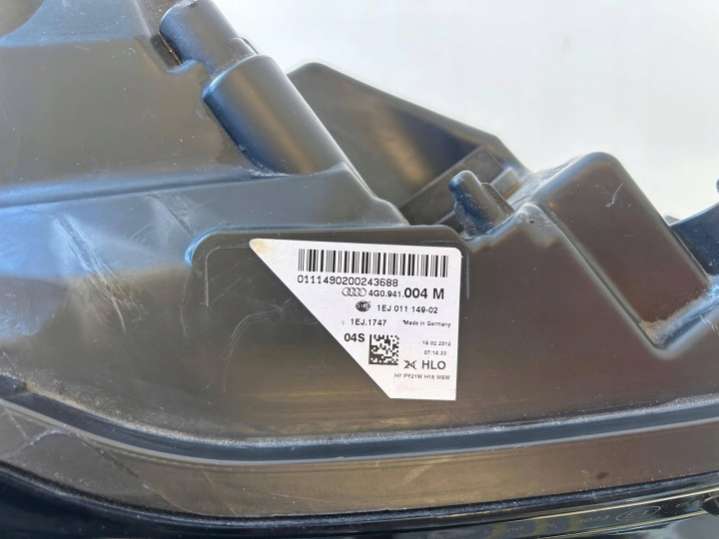 0111490200243688
4G0.941.004 M
1EJ 011 149-02
1EJ.1747 Made in Germany
04S
HLO